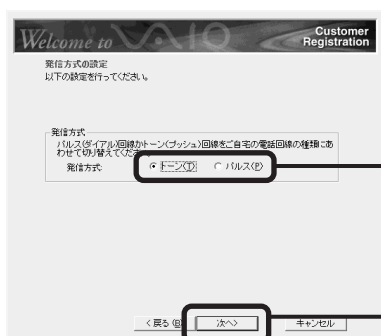 Welcome to VAIO
Customer
Registration
発信方式の設定
以下の設定を行ってください。
発信方式
パルス(ダイアル)回線かトーン(プッシュ)回線をご自宅の電話回線の種類にあ
わせて切り替えてください。
発信方式 トーン(T) パルス(P)
<戻る(B) 次へ> キャンセル